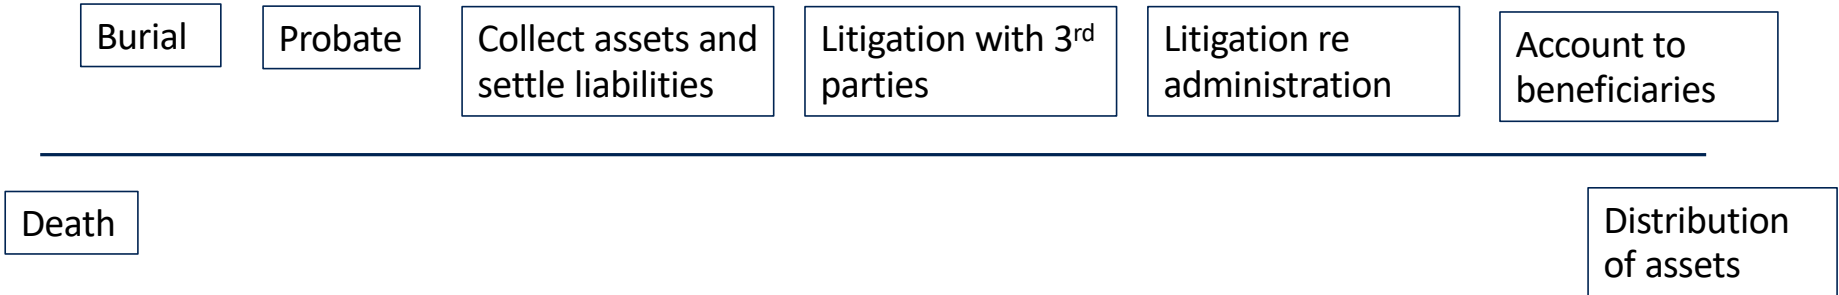 Burial
Probate
Collect assets and
settle liabilities
Litigation with 3rd
parties
Litigation re
administration
Account to
beneficiaries
Death
Distribution
of assets